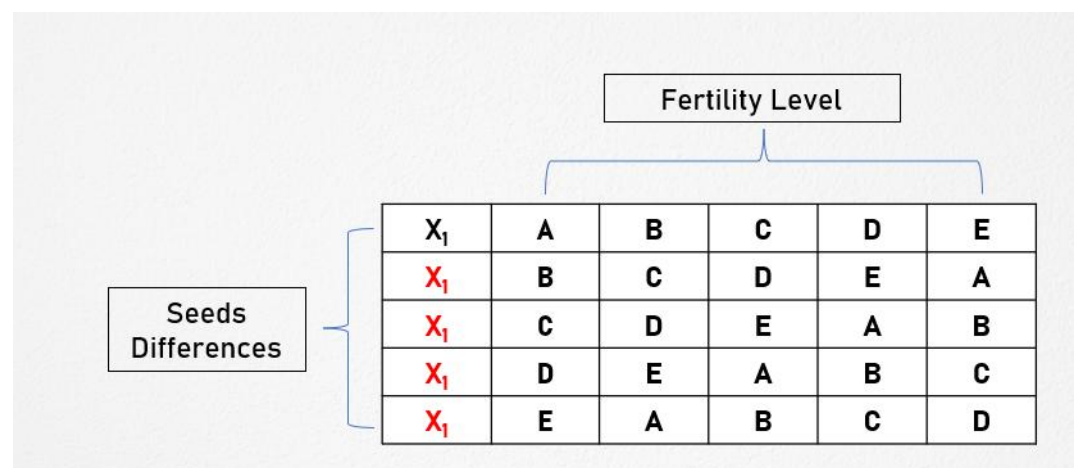 Fertility Level
X₁ A B C D E
X₁ B C D E A
Seeds
Differences
X₁ C D E A B
X₁ D E A B C
X₁ E A B C D